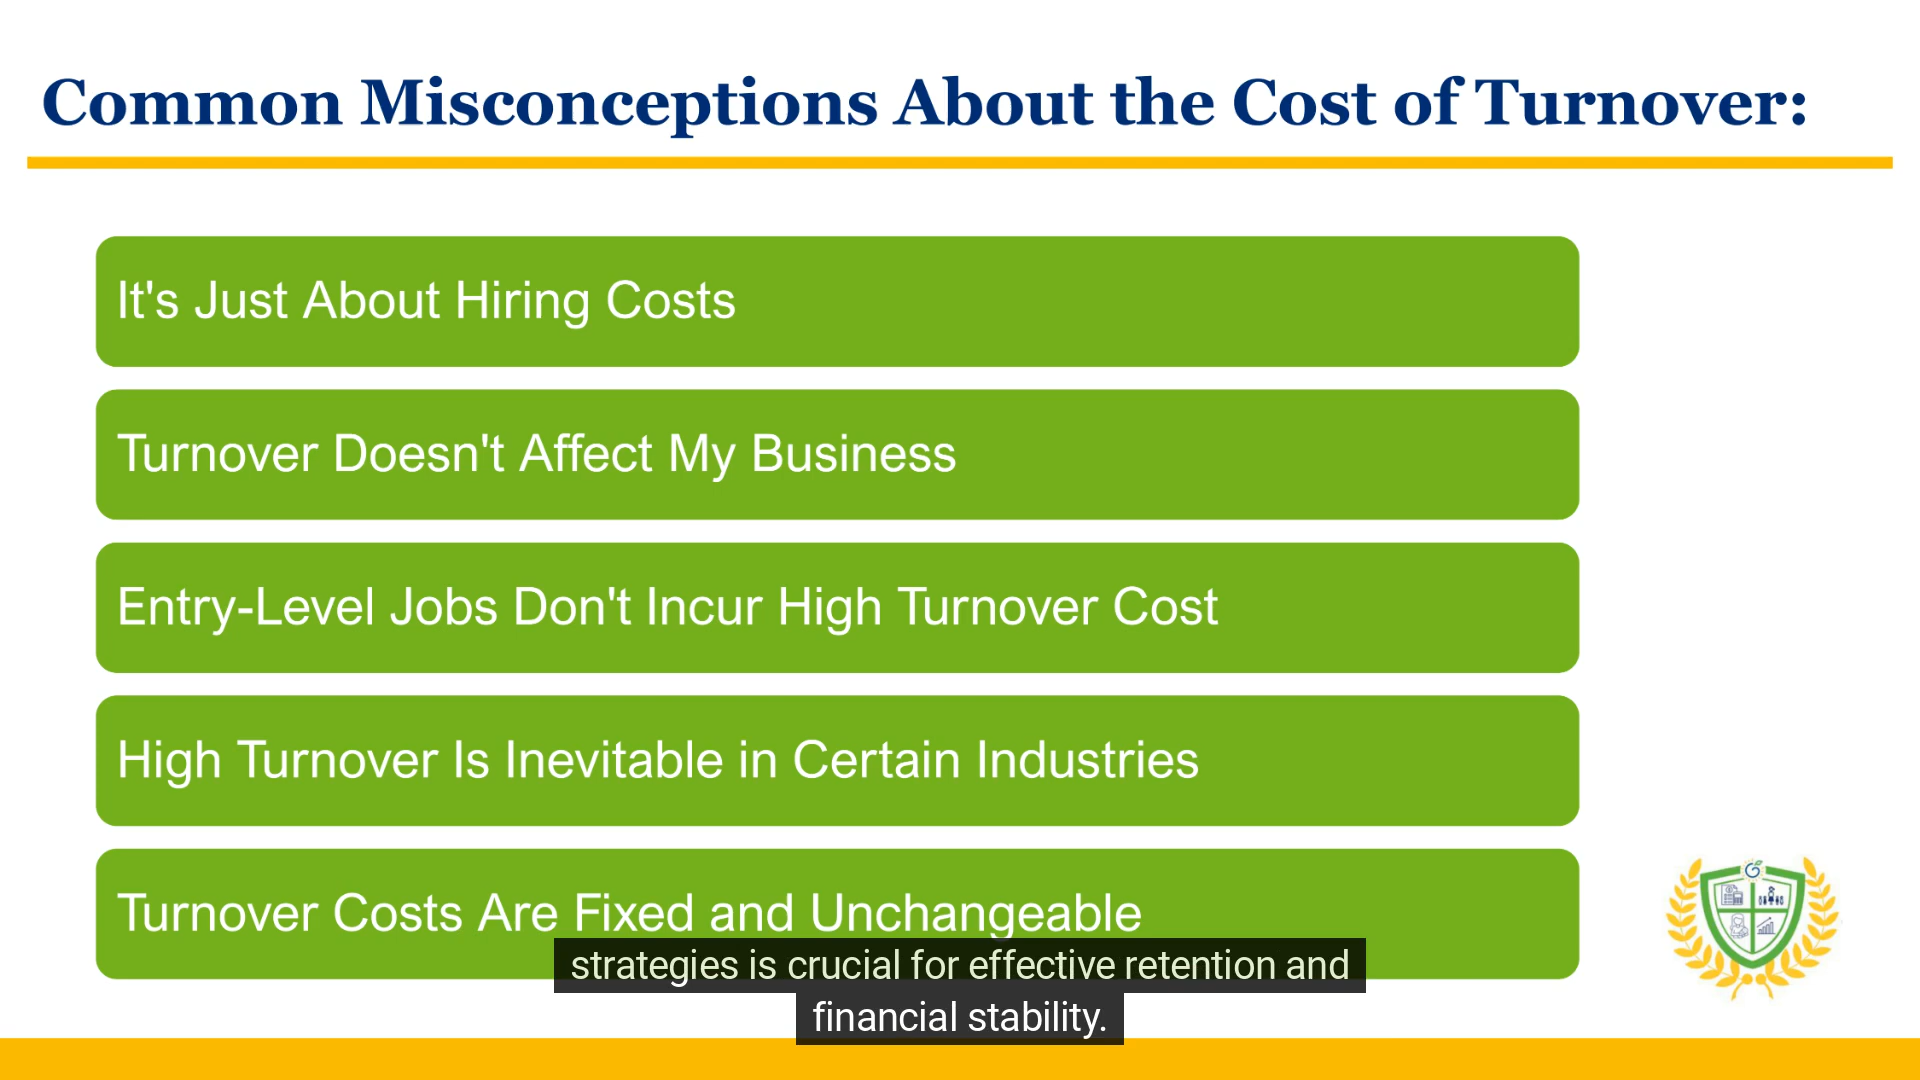 Common Misconceptions About the Cost of Turnover:
It's Just About Hiring Costs
Turnover Doesn't Affect My Business
Entry-Level Jobs Don't Incur High Turnover Cost
High Turnover Is Inevitable in Certain Industries
Turnover Costs Are Fixed and Unchangeable
strategies is crucial for effective retention and
financial stability.